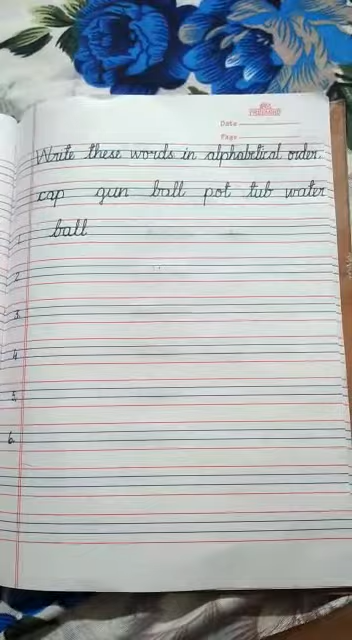 Date
Page
Write these words in alphabetical order.
cap gun ball pot tub water
1. ball
2.
3.
4.
5.
6.